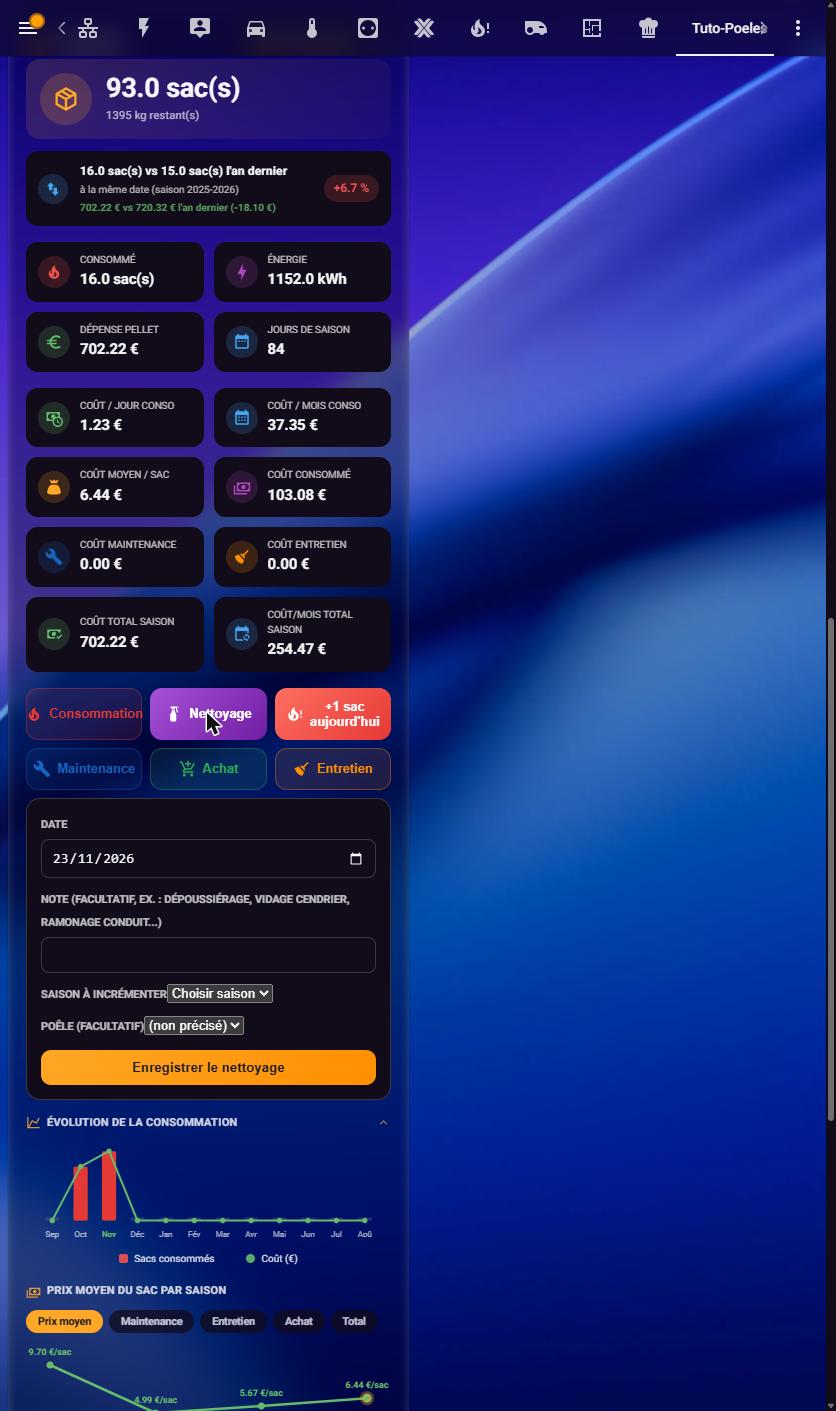 Tuto-Poeles
93.0 sac(s)
1395 kg restant(s)
16.0 sac(s) vs 15.0 sac(s) l'an dernier
à la même date (saison 2025-2026)
702.22 € vs 720.32 € l'an dernier (-18.10 €)
+6.7 %
CONSOMMÉ
16.0 sac(s)
ÉNERGIE
1152.0 kWh
DÉPENSE PELLET
702.22 €
JOURS DE SAISON
84
COÛT / JOUR CONSO
1.23 €
COÛT / MOIS CONSO
37.35 €
COÛT MOYEN / SAC
6.44 €
COÛT CONSOMMÉ
103.08 €
COÛT MAINTENANCE
0.00 €
COÛT ENTRETIEN
0.00 €
COÛT TOTAL SAISON
702.22 €
COÛT/MOIS TOTAL
SAISON
254.47 €
Consommation
Nettoyage
+1 sac
aujourd'hui
Maintenance
Achat
Entretien
DATE
23/11/2026
NOTE (FACULTATIF, EX. : DÉPOUSSIÉRAGE, VIDAGE CENDRIER,
RAMONAGE CONDUIT...)
SAISON À INCRÉMENTER Choisir saison
POÊLE (FACULTATIF) (non précisé)
Enregistrer le nettoyage
ÉVOLUTION DE LA CONSOMMATION
Sep Oct Nov Déc Jan Fév Mar Avr Mai Jun Jul Aoû
Sacs consommés Coût (€)
PRIX MOYEN DU SAC PAR SAISON
Prix moyen Maintenance Entretien Achat Total
9.70 €/sac
4.99 €/sac
5.67 €/sac
6.44 €/sac